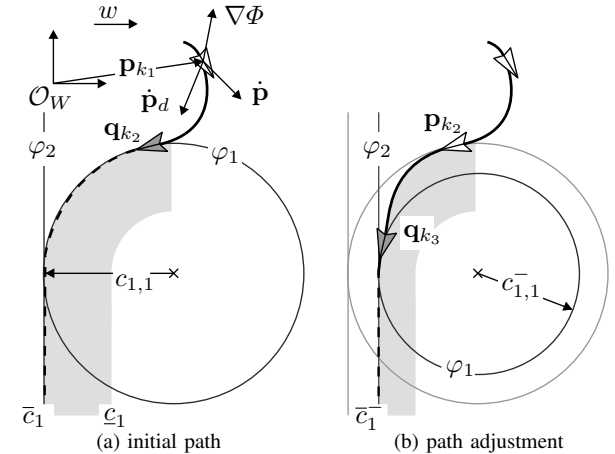 w
∇Φ
p_{k_1}
O_W
ṗ_d
ṗ
q_{k_2}
φ_2
φ_1
c_{1,1}
c̅_1
c̲_1
(a) initial path
p_{k_2}
φ_2
q_{k_3}
c^-_{1,1}
φ_1
c̅^-_1
(b) path adjustment